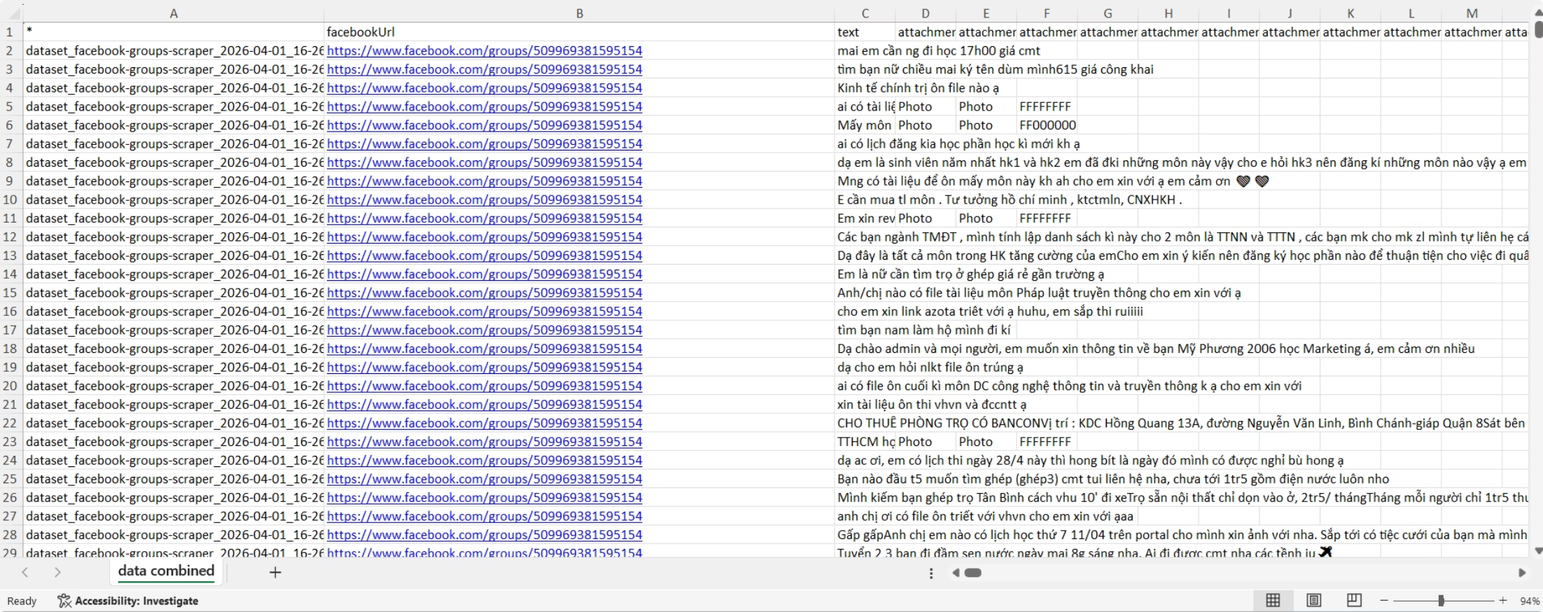 A B C D E F G H I J K L M
1 * facebookUrl text attachmer attachmer attachmer attachmer attachmer attachmer attachmer attachmer attachmer attachmer atta
2 dataset_facebook-groups-scraper_2026-04-01_16-26 https://www.facebook.com/groups/509969381595154 mai em cần ng đi học 17h00 giá cmt
3 dataset_facebook-groups-scraper_2026-04-01_16-26 https://www.facebook.com/groups/509969381595154 tìm bạn nữ chiều mai ký tên dùm mình615 giá công khai
4 dataset_facebook-groups-scraper_2026-04-01_16-26 https://www.facebook.com/groups/509969381595154 Kinh tế chính trị ôn file nào ạ
5 dataset_facebook-groups-scraper_2026-04-01_16-26 https://www.facebook.com/groups/509969381595154 ai có tài liệ Photo Photo FFFFFFFF
6 dataset_facebook-groups-scraper_2026-04-01_16-26 https://www.facebook.com/groups/509969381595154 Mấy môn Photo Photo FF000000
7 dataset_facebook-groups-scraper_2026-04-01_16-26 https://www.facebook.com/groups/509969381595154 ai có lịch đăng kia học phần học kì mới kh ạ
8 dataset_facebook-groups-scraper_2026-04-01_16-26 https://www.facebook.com/groups/509969381595154 dạ em là sinh viên năm nhất hk1 và hk2 em đã đki những môn này vậy cho e hỏi hk3 nên đăng kí những môn nào vậy ạ em
9 dataset_facebook-groups-scraper_2026-04-01_16-26 https://www.facebook.com/groups/509969381595154 Mng có tài liệu để ôn mấy môn này kh ah cho em xin với ạ em cảm ơn 🩶 🩶
10 dataset_facebook-groups-scraper_2026-04-01_16-26 https://www.facebook.com/groups/509969381595154 E cần mua tl môn . Tư tưởng hồ chí minh , ktctmln, CNXHKH .
11 dataset_facebook-groups-scraper_2026-04-01_16-26 https://www.facebook.com/groups/509969381595154 Em xin rev Photo Photo FFFFFFFF
12 dataset_facebook-groups-scraper_2026-04-01_16-26 https://www.facebook.com/groups/509969381595154 Các bạn ngành TMĐT , mình tính lập danh sách kì này cho 2 môn là TTNN và TTTN , các bạn mk cho mk zl mình tự liên hệ cá
13 dataset_facebook-groups-scraper_2026-04-01_16-26 https://www.facebook.com/groups/509969381595154 Dạ đây là tất cả môn trong HK tăng cường của emCho em xin ý kiến nên đăng ký học phần nào để thuận tiện cho việc đi quâ
14 dataset_facebook-groups-scraper_2026-04-01_16-26 https://www.facebook.com/groups/509969381595154 Em là nữ cần tìm trọ ở ghép giá rẻ gần trường ạ
15 dataset_facebook-groups-scraper_2026-04-01_16-26 https://www.facebook.com/groups/509969381595154 Anh/chị nào có file tài liệu môn Pháp luật truyền thông cho em xin với ạ
16 dataset_facebook-groups-scraper_2026-04-01_16-26 https://www.facebook.com/groups/509969381595154 cho em xin link azota triêt với ạ huhu, em sắp thi ruiiiii
17 dataset_facebook-groups-scraper_2026-04-01_16-26 https://www.facebook.com/groups/509969381595154 tìm bạn nam làm hộ mình đi kí
18 dataset_facebook-groups-scraper_2026-04-01_16-26 https://www.facebook.com/groups/509969381595154 Dạ chào admin và mọi người, em muốn xin thông tin về bạn Mỹ Phương 2006 học Marketing á, em cảm ơn nhiều
19 dataset_facebook-groups-scraper_2026-04-01_16-26 https://www.facebook.com/groups/509969381595154 dạ cho em hỏi nlkt file ôn trúng ạ
20 dataset_facebook-groups-scraper_2026-04-01_16-26 https://www.facebook.com/groups/509969381595154 ai có file ôn cuối kì môn DC công nghệ thông tin và truyền thông k ạ cho em xin với
21 dataset_facebook-groups-scraper_2026-04-01_16-26 https://www.facebook.com/groups/509969381595154 xin tài liệu ôn thi vhvn và đccntt ạ
22 dataset_facebook-groups-scraper_2026-04-01_16-26 https://www.facebook.com/groups/509969381595154 CHO THUÊ PHÒNG TRỌ CÓ BANCONVị trí : KDC Hồng Quang 13A, đường Nguyễn Văn Linh, Bình Chánh-giáp Quận 8Sát bên
23 dataset_facebook-groups-scraper_2026-04-01_16-26 https://www.facebook.com/groups/509969381595154 TTHCM họ Photo Photo FFFFFFFF
24 dataset_facebook-groups-scraper_2026-04-01_16-26 https://www.facebook.com/groups/509969381595154 dạ ac ơi, em có lịch thi ngày 28/4 này thì hong bít là ngày đó mình có được nghỉ bù hong ạ
25 dataset_facebook-groups-scraper_2026-04-01_16-26 https://www.facebook.com/groups/509969381595154 Bạn nào đầu t5 muốn tìm ghép (ghép3) cmt tui liên hệ nha, chưa tới 1tr5 gồm điện nước luôn nho
26 dataset_facebook-groups-scraper_2026-04-01_16-26 https://www.facebook.com/groups/509969381595154 Mình kiếm bạn ghép trọ Tân Bình cách vhu 10' đi xeTrọ sẵn nội thất chỉ dọn vào ở, 2tr5/ thángTháng mỗi người chỉ 1tr5 thu
27 dataset_facebook-groups-scraper_2026-04-01_16-26 https://www.facebook.com/groups/509969381595154 anh chị ơi có file ôn triết với vhvn cho em xin với ạaa
28 dataset_facebook-groups-scraper_2026-04-01_16-26 https://www.facebook.com/groups/509969381595154 Gấp gấpAnh chị em nào có lịch học thứ 7 11/04 trên portal cho mình xin ảnh với nha. Sắp tới có tiệc cưới của bạn mà mình
29 dataset_facebook-groups-scraper_2026-04-01_16-26 https://www.facebook.com/groups/509969381595154 Tuyển 2 3 bạn đi đầm sen nước ngày mai 8g sáng nha. Ai đi được cmt nha các tềnh iu
data combined
Ready Accessibility: Investigate 94%